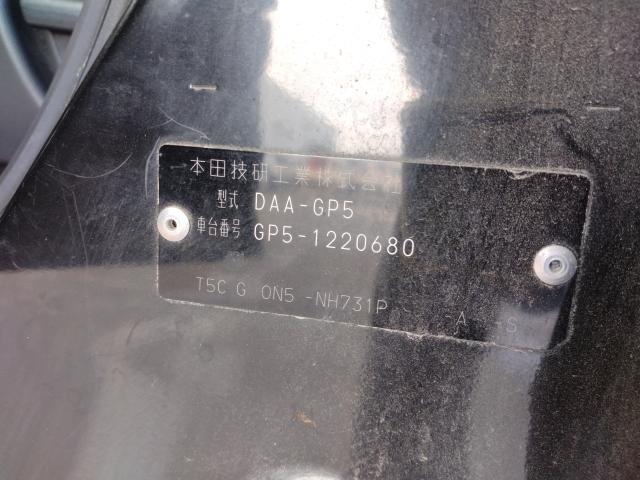 本田技研工業株式会社
型式 DAA-GP5
車台番号 GP5-1220680
T5C G 0N5 -NH731P A -S